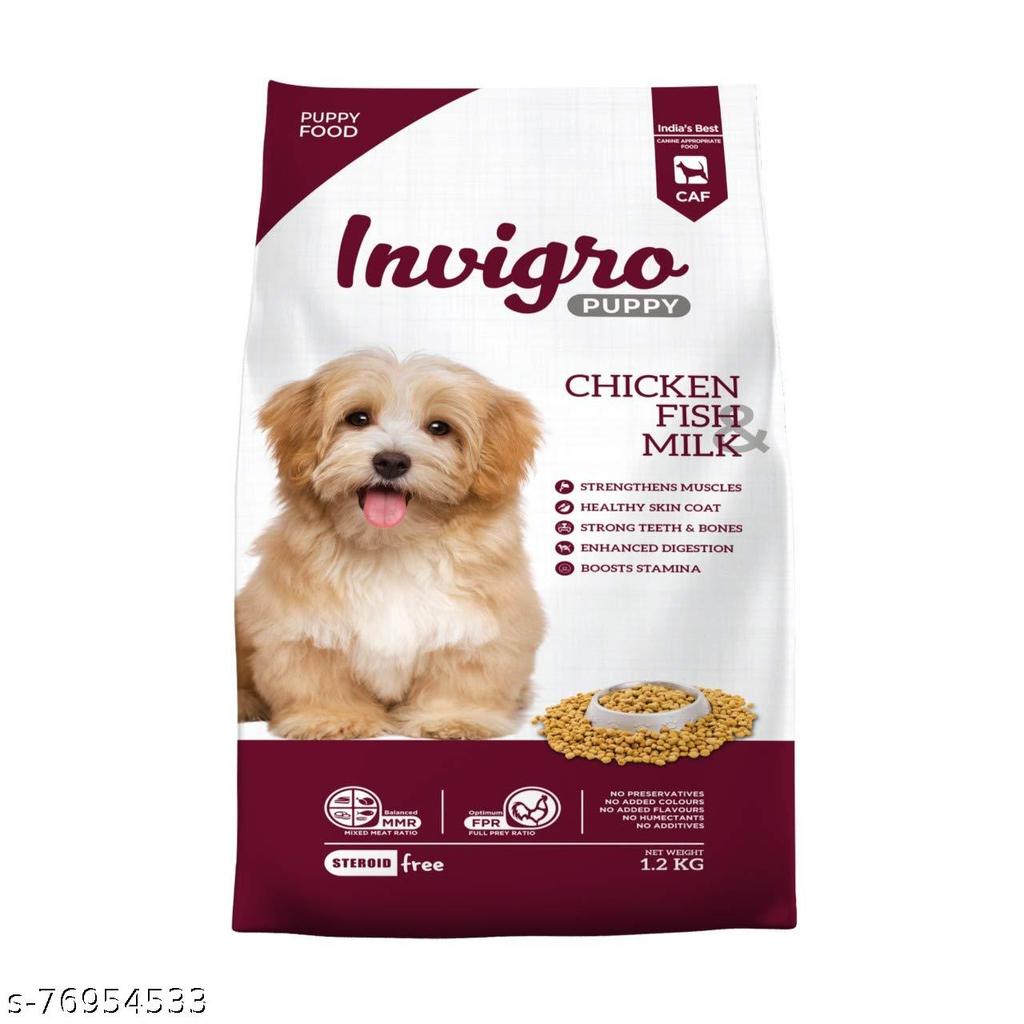 PUPPY
FOOD
India's Best
CANINE APPROPRIATE
FOOD
CAF
Invigro
PUPPY
CHICKEN
FISH &
MILK
STRENGTHENS MUSCLES
HEALTHY SKIN COAT
STRONG TEETH & BONES
ENHANCED DIGESTION
BOOSTS STAMINA
Balanced
MMR
MIXED MEAT RATIO
Optimum
FPR
FULL PREY RATIO
NO PRESERVATIVES
NO ADDED COLOURS
NO ADDED FLAVOURS
NO HUMECTANTS
NO ADDITIVES
STEROID free
NET WEIGHT
1.2 KG
s-76954533